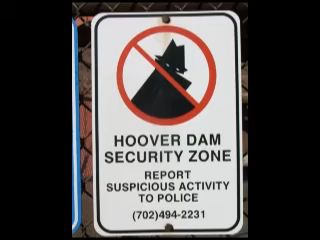 HOOVER DAM
SECURITY ZONE
REPORT
SUSPICIOUS ACTIVITY
TO POLICE
(702)494-2231